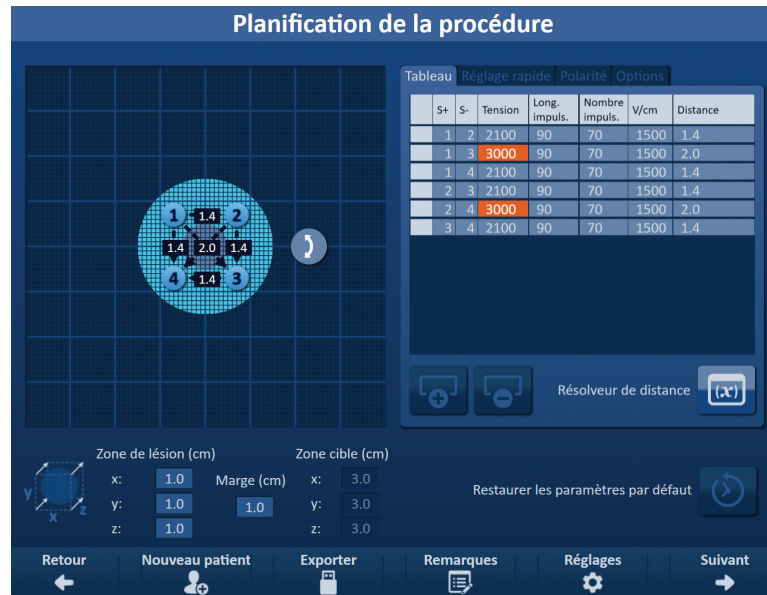 Planification de la procédure
Tableau Réglage rapide Polarité Options
S+ S- Tension Long. impuls. Nombre impuls. V/cm Distance
1 2 2100 90 70 1500 1.4
1 3 3000 90 70 1500 2.0
1 4 2100 90 70 1500 1.4
2 3 2100 90 70 1500 1.4
2 4 3000 90 70 1500 2.0
3 4 2100 90 70 1500 1.4
1 1.4 2
1.4 2.0 1.4
4 1.4 3
Résolveur de distance (x)
Zone de lésion (cm) Zone cible (cm)
x: 1.0 Marge (cm) x: 3.0
y: 1.0 1.0 y: 3.0
z: 1.0 z: 3.0
y x z
Restaurer les paramètres par défaut
Retour Nouveau patient Exporter Remarques Réglages Suivant